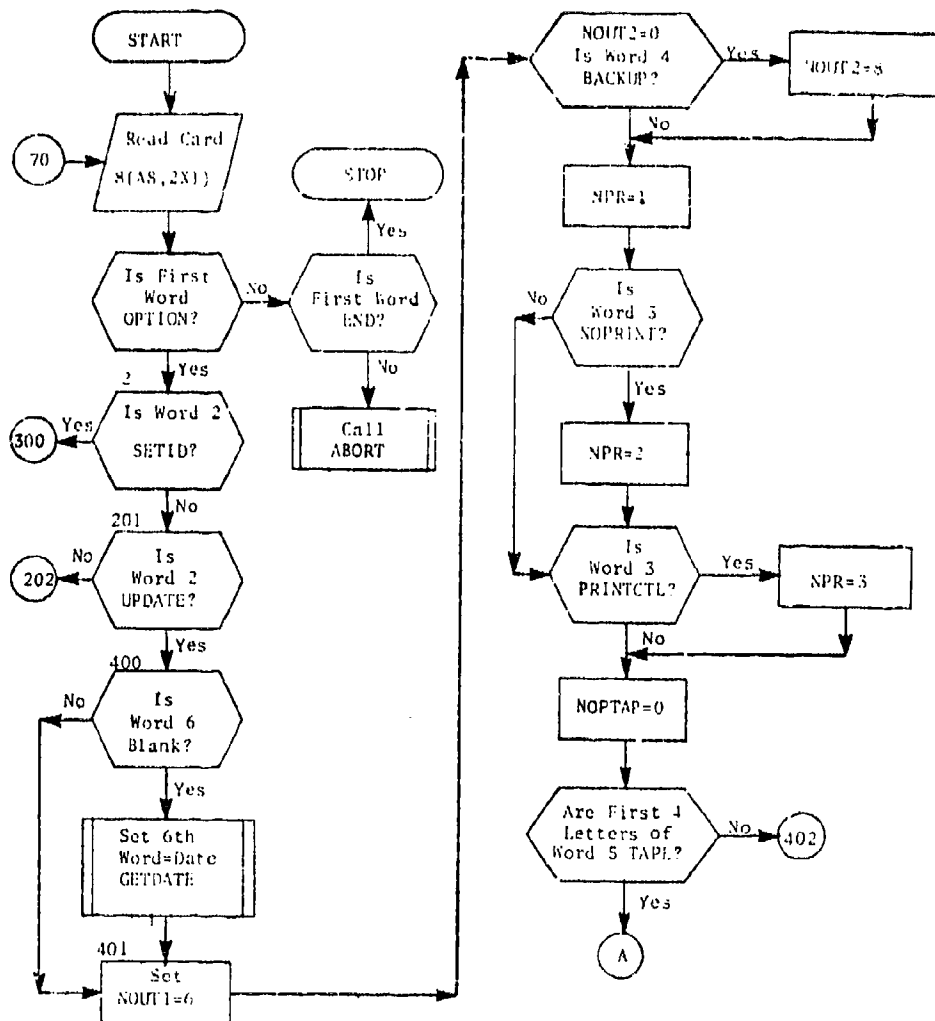 START
70
Read Card
8(A8,2X1)
STOP
Yes
Is First
Word
OPTION?
No
Is
First Word
END?
Yes
No
2
Is Word 2
SETID?
Yes
300
Call
ABORT
No
201
Is
Word 2
UPDATE?
No
202
Yes
400
Is
Word 6
Blank?
No
Yes
Set 6th
Word=Date
GETDATE
401
Set
NOUT1=6
NOUT2=0
Is Word 4
BACKUP?
Yes
NOUT2=8
No
NPR=1
Is
Word 3
NOPRINT?
No
Yes
NPR=2
Is
Word 3
PRINTCTL?
Yes
NPR=3
No
NOPTAP=0
Are First 4
Letters of
Word 5 TAPE?
No
402
Yes
A